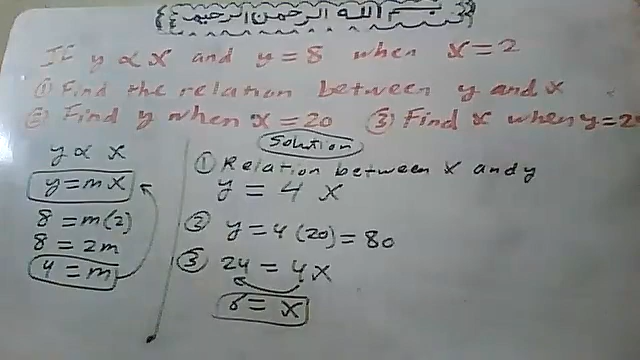 بسم الله الرحمن الرحيم
If y ∝ x and y = 8 when x = 2
① Find the relation between y and x
② Find y when x = 20 ③ Find x when y = 2
Solution
y ∝ x
y = m x
8 = m(2)
8 = 2m
4 = m
① Relation between x and y
y = 4 x
② y = 4 (20) = 80
③ 24 = 4x
6 = x